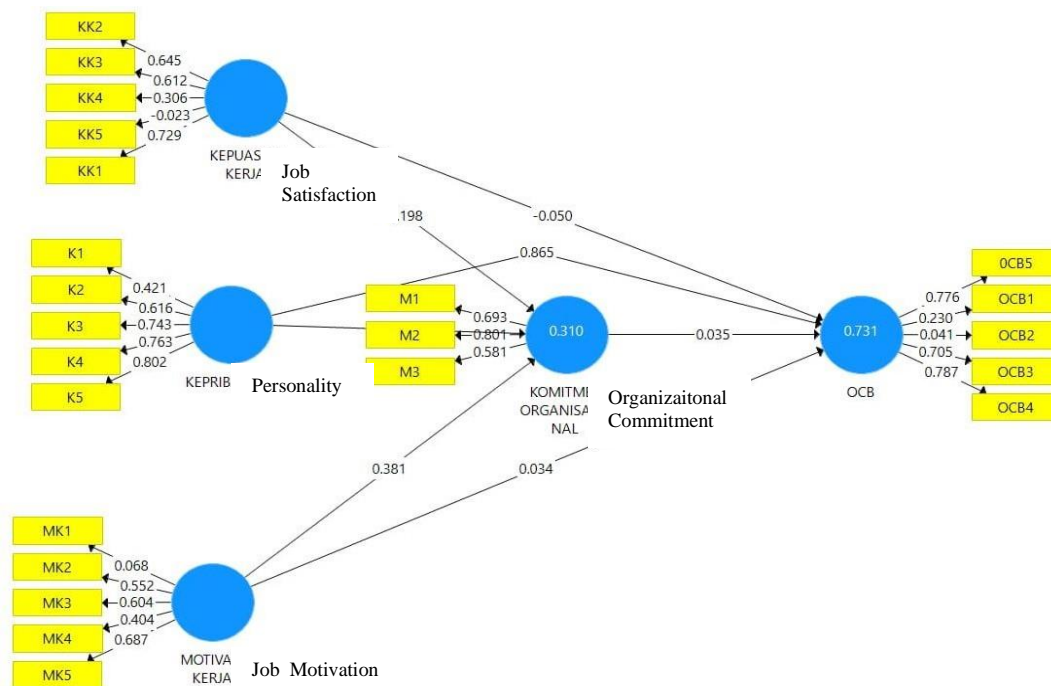 KK2
KK3
KK4
KK5
KK1
0.645
0.612
0.306
-0.023
0.729
KEPUAS
KERJA
Job
Satisfaction
.198
-0.050
0.865
K1
K2
K3
K4
K5
0.421
0.616
0.743
0.763
0.802
KEPRIB
Personality
M1
M2
M3
0.693
0.801
0.581
0.310
KOMITME
ORGANISA
NAL
Organizaitonal
Commitment
0.035
0.731
OCB
0.776
0.230
0.041
0.705
0.787
0CB5
OCB1
OCB2
OCB3
OCB4
0.381
0.034
MK1
MK2
MK3
MK4
MK5
0.068
0.552
0.604
0.404
0.687
MOTIVA
KERJA
Job Motivation